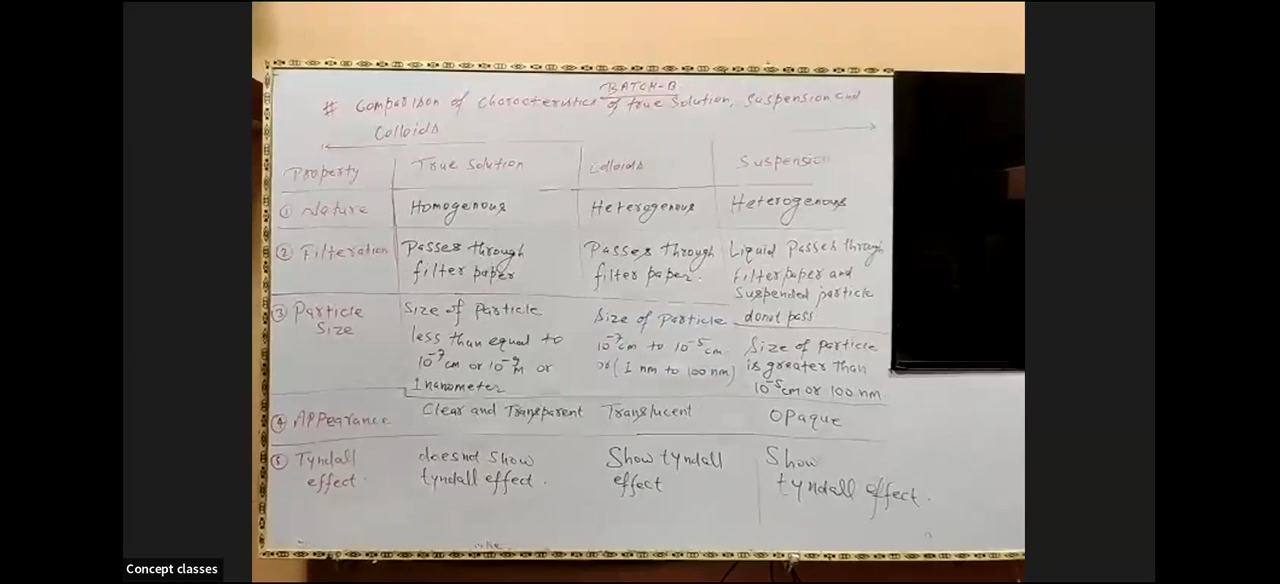 BATCH-B
# Comparison of characteristics of true solution, suspension and
Colloids
Property True Solution Colloids Suspension
① Nature Homogenous Heterogenous Heterogenous
② Filteration Passes through filter paper Passes through filter paper. Liquid Passes through filter paper and suspended particle donot pass
③ Particle Size Size of Particle less than equal to 10⁻⁷cm or 10⁻⁹m or 1 nanometer Size of Particle 10⁻⁷cm to 10⁻⁵cm or (1 nm to 100 nm) Size of particle is greater than 10⁻⁵cm or 100 nm
④ Appearance Clear and Transparent Translucent Opaque
⑤ Tyndall effect. doesnot show tyndall effect. Show tyndall effect Show tyndall effect.
Concept classes